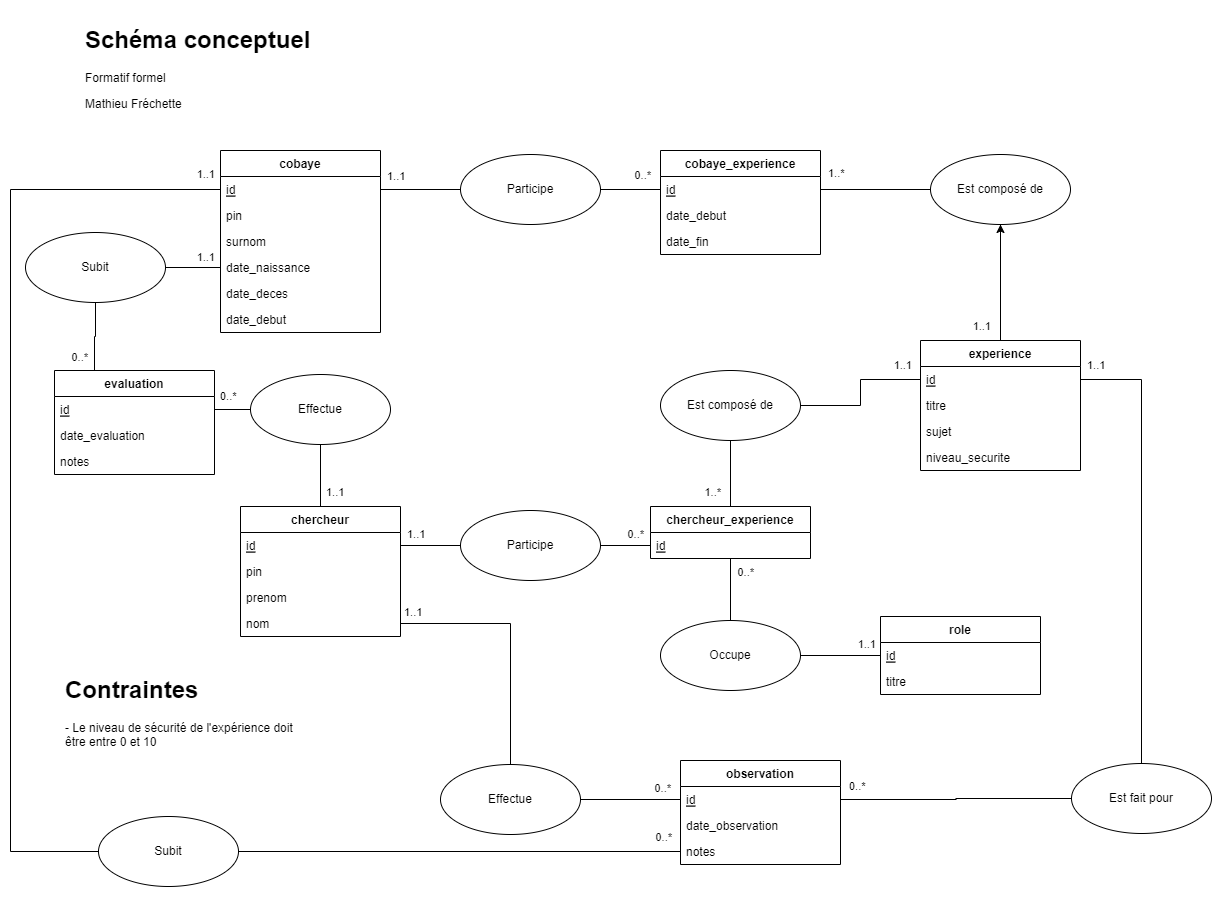 Schéma conceptuel
Formatif formel
Mathieu Fréchette
cobaye
id
pin
surnom
date_naissance
date_deces
date_debut
1..1
1..1
1..1
Participe
0..*
cobaye_experience
id
date_debut
date_fin
1..*
Est composé de
1..1
Subit
0..*
evaluation
id
date_evaluation
notes
0..*
Effectue
1..1
experience
id
titre
sujet
niveau_securite
1..1
1..1
Est composé de
1..*
chercheur
id
pin
prenom
nom
1..1
1..1
Participe
0..*
chercheur_experience
id
0..*
Occupe
1..1
role
id
titre
Contraintes
- Le niveau de sécurité de l'expérience doit
être entre 0 et 10
Effectue
0..*
observation
id
date_observation
notes
0..*
0..*
Est fait pour
Subit